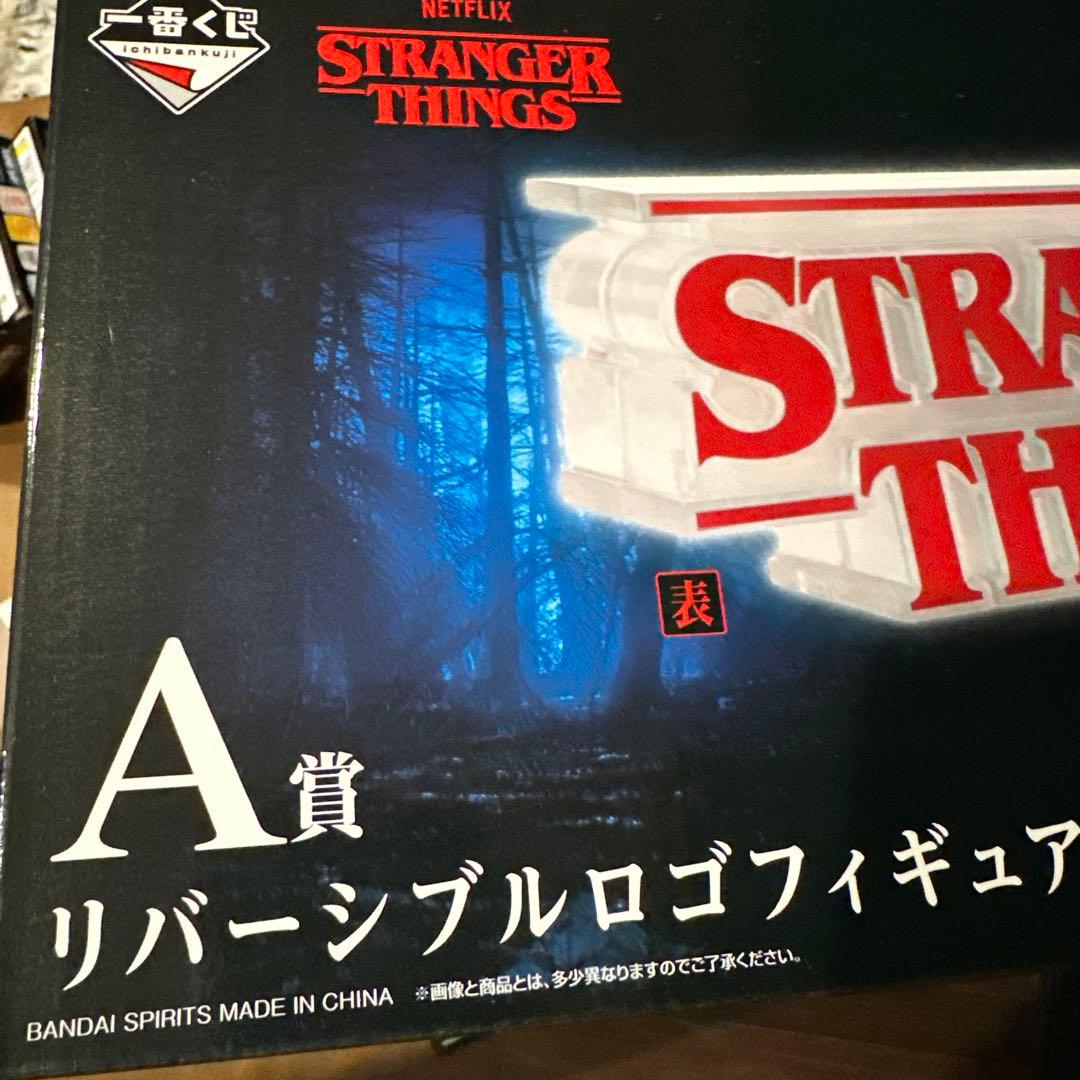 一番くじ
ichibankuji
NETFLIX
STRANGER
THINGS
STRA
TH
表
A賞
リバーシブルロゴフィギュア
BANDAI SPIRITS MADE IN CHINA ※画像と商品とは、多少異なりますのでご了承ください。